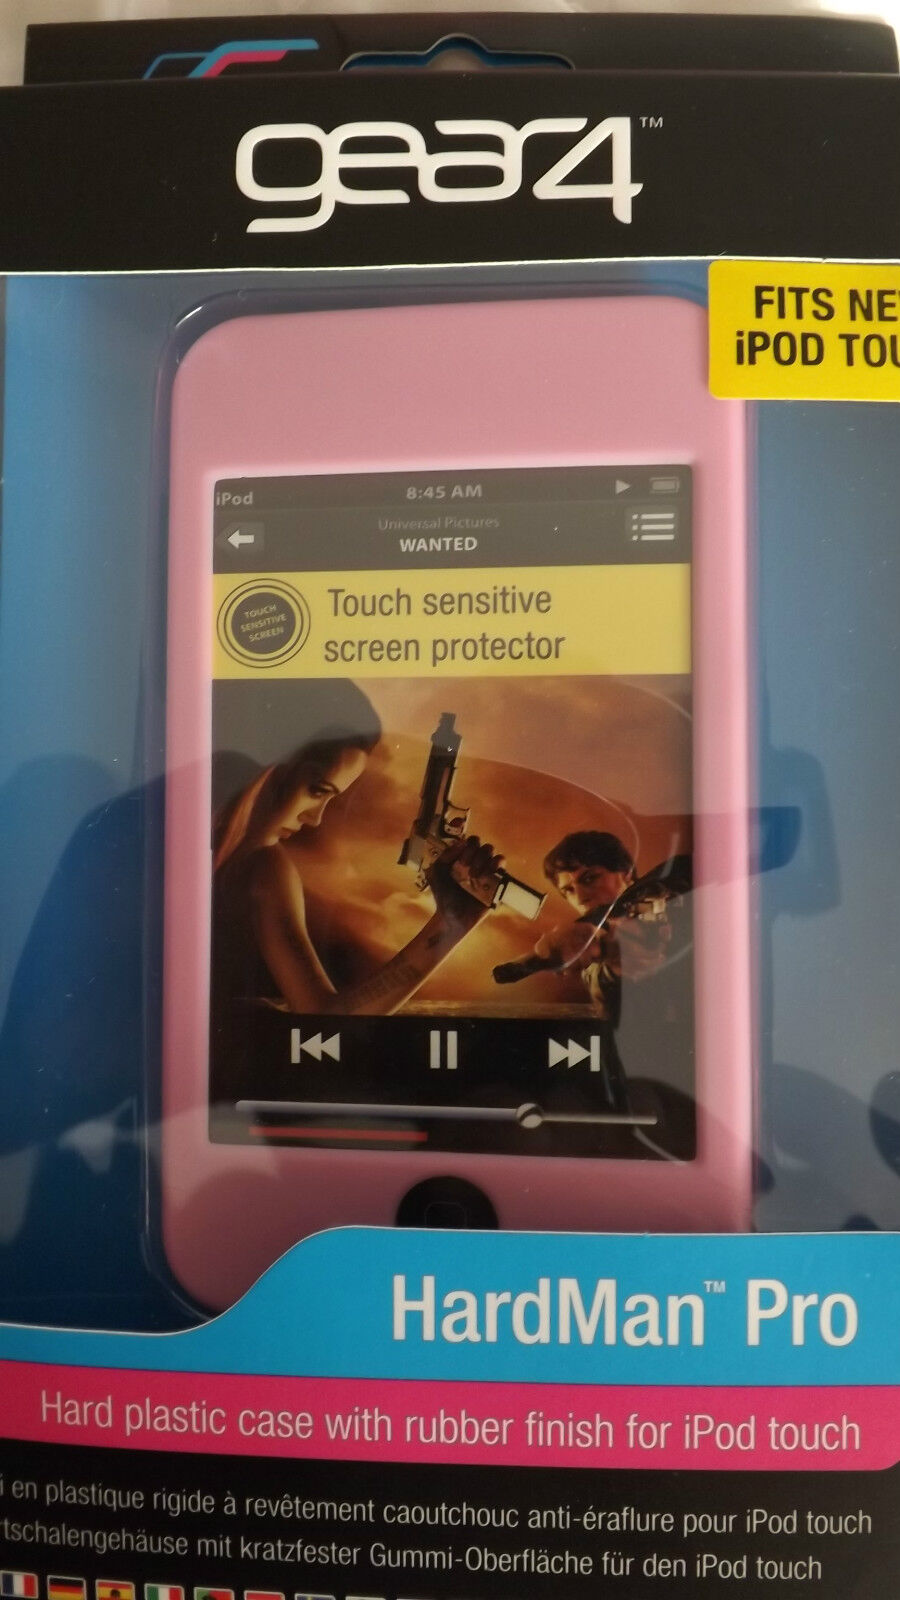 gear4™
FITS NE
iPOD TOU
iPod 8:45 AM
Universal Pictures
WANTED
TOUCH
SENSITIVE
SCREEN
Touch sensitive
screen protector
HardMan™ Pro
Hard plastic case with rubber finish for iPod touch
i en plastique rigide à revêtement caoutchouc anti-éraflure pour iPod touch
rtschalengehäuse mit kratzfester Gummi-Oberfläche für den iPod touch